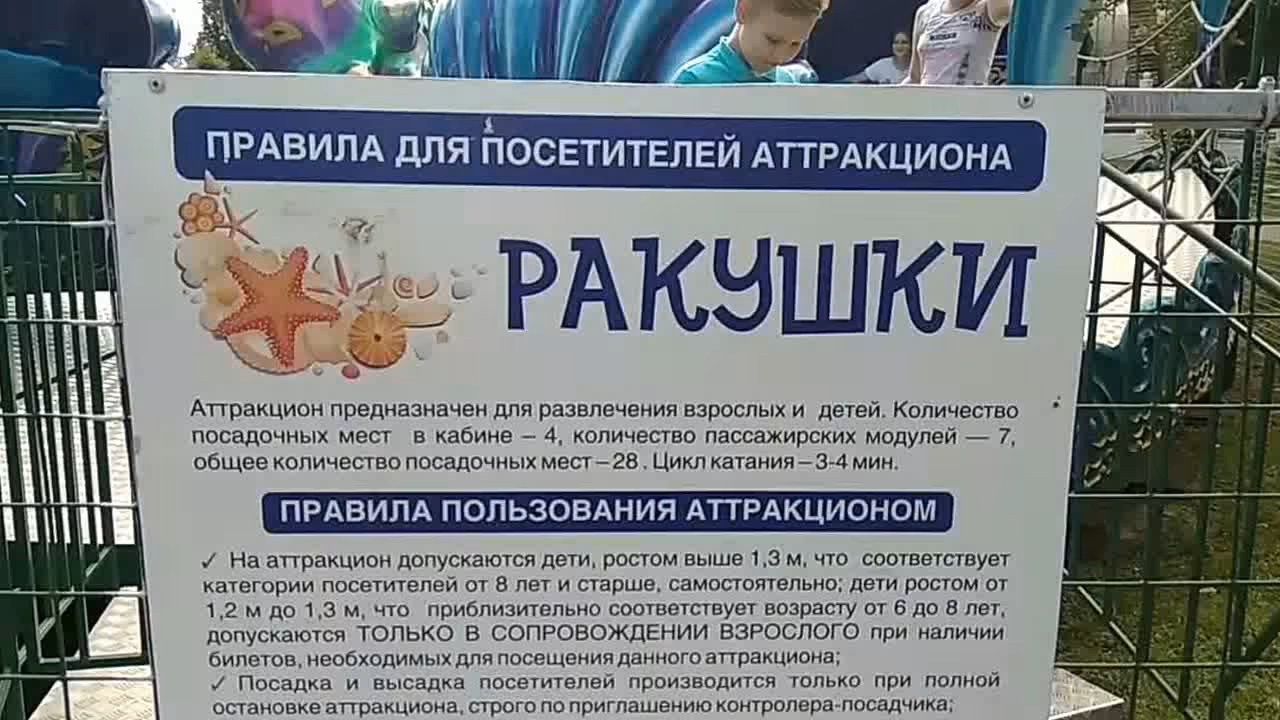 ПРАВИЛА ДЛЯ ПОСЕТИТЕЛЕЙ АТТРАКЦИОНА
РАКУШКИ
Аттракцион предназначен для развлечения взрослых и детей. Количество
посадочных мест в кабине – 4, количество пассажирских модулей — 7,
общее количество посадочных мест – 28 . Цикл катания – 3-4 мин.
ПРАВИЛА ПОЛЬЗОВАНИЯ АТТРАКЦИОНОМ
✓ На аттракцион допускаются дети, ростом выше 1,3 м, что соответствует
категории посетителей от 8 лет и старше, самостоятельно; дети ростом от
1,2 м до 1,3 м, что приблизительно соответствует возрасту от 6 до 8 лет,
допускаются ТОЛЬКО В СОПРОВОЖДЕНИИ ВЗРОСЛОГО при наличии
билетов, необходимых для посещения данного аттракциона;
✓ Посадка и высадка посетителей производится только при полной
остановке аттракциона, строго по приглашению контролера-посадчика;